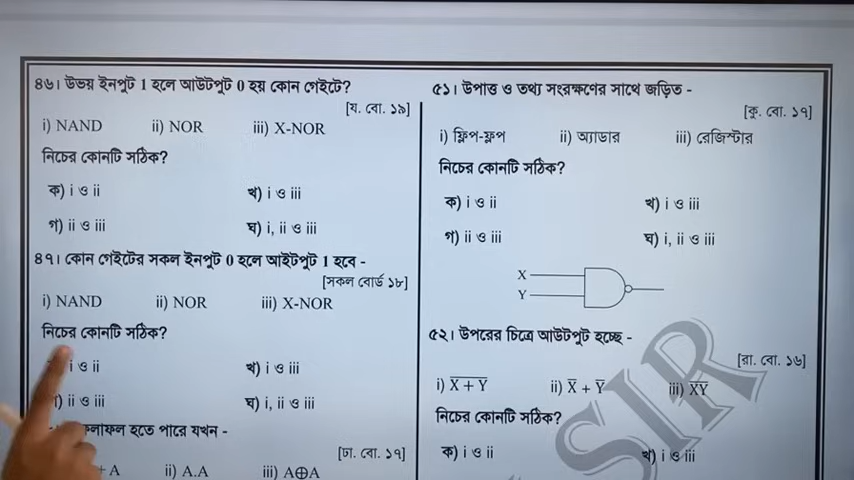 ৪৬। উভয় ইনপুট 1 হলে আউটপুট 0 হয় কোন গেইটে?
[য. বো. ১৯]
i) NAND ii) NOR iii) X-NOR
নিচের কোনটি সঠিক?
ক) i ও ii খ) i ও iii
গ) ii ও iii ঘ) i, ii ও iii
৪৭। কোন গেইটের সকল ইনপুট 0 হলে আইটপুট 1 হবে -
[সকল বোর্ড ১৮]
i) NAND ii) NOR iii) X-NOR
নিচের কোনটি সঠিক?
i ও ii খ) i ও iii
) ii ও iii ঘ) i, ii ও iii
হতে পারে যখন -
[ঢা. বো. ১৭]
+ A ii) A.A iii) A⊕A
৫১। উপাত্ত ও তথ্য সংরক্ষণের সাথে জড়িত -
[কু. বো. ১৭]
i) ফ্লিপ-ফ্লপ ii) অ্যাডার iii) রেজিস্টার
নিচের কোনটি সঠিক?
ক) i ও ii খ) i ও iii
গ) ii ও iii ঘ) i, ii ও iii
X
Y
৫২। উপরের চিত্রে আউটপুট হচ্ছে -
[রা. বো. ১৬]
i) X̅ ̅+̅ ̅Y̅ ii) X̅ + Y̅ iii) X̅Y̅
নিচের কোনটি সঠিক?
ক) i ও ii খ) i ও iii
SIR